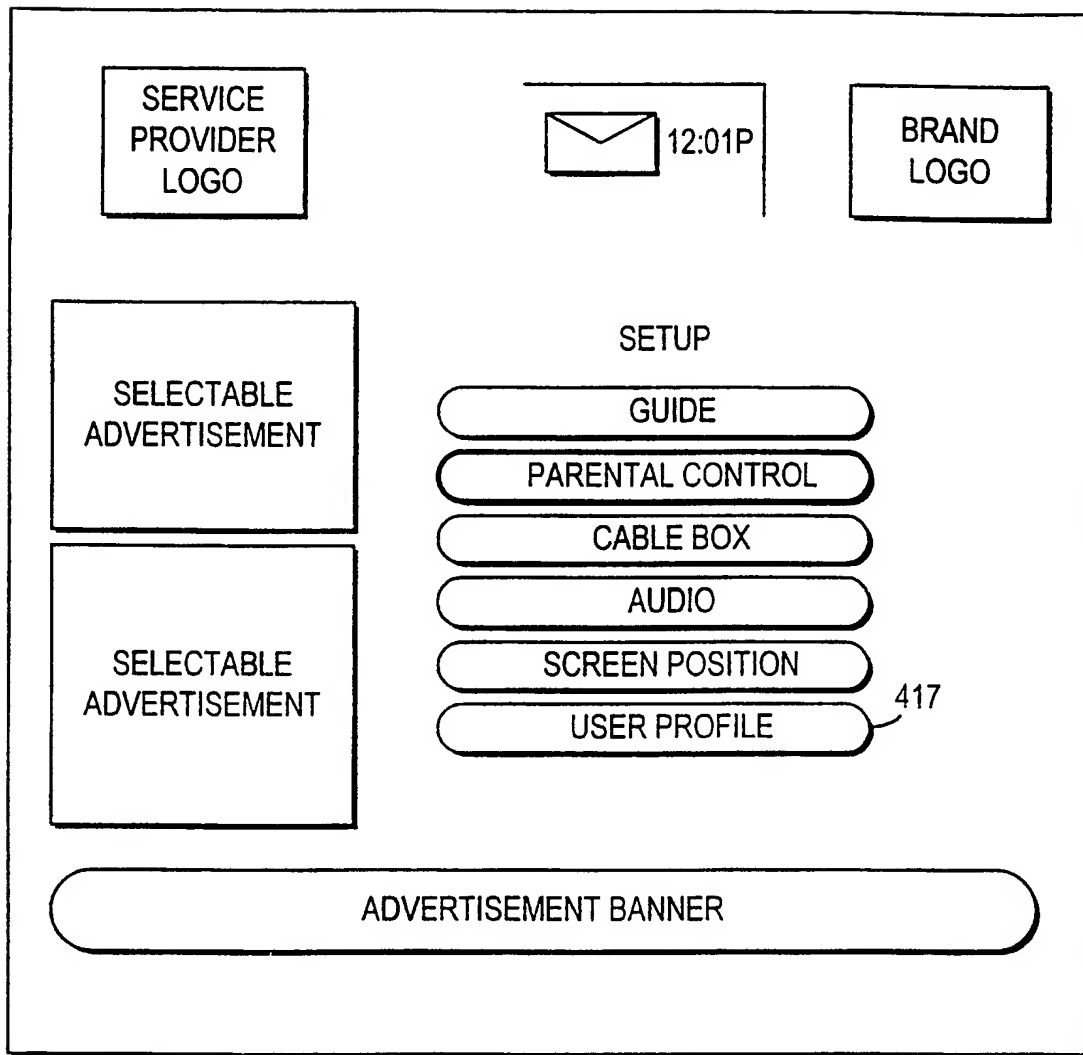 SERVICE
PROVIDER
LOGO
12:01P
BRAND
LOGO
SELECTABLE
ADVERTISEMENT
SELECTABLE
ADVERTISEMENT
SETUP
GUIDE
PARENTAL CONTROL
CABLE BOX
AUDIO
SCREEN POSITION
USER PROFILE
417
ADVERTISEMENT BANNER